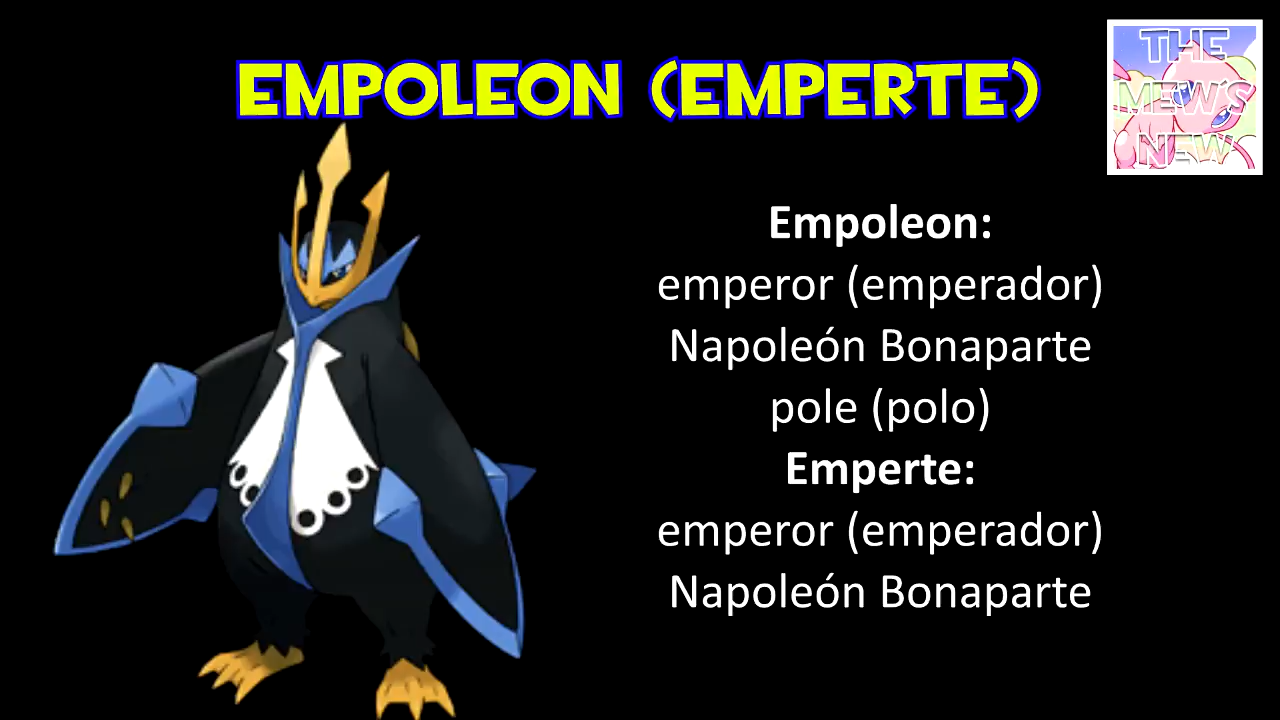 EMPOLEON (EMPERTE)
THE
MEW'S
NEW
Empoleon:
emperor (emperador)
Napoleón Bonaparte
pole (polo)
Emperte:
emperor (emperador)
Napoleón Bonaparte